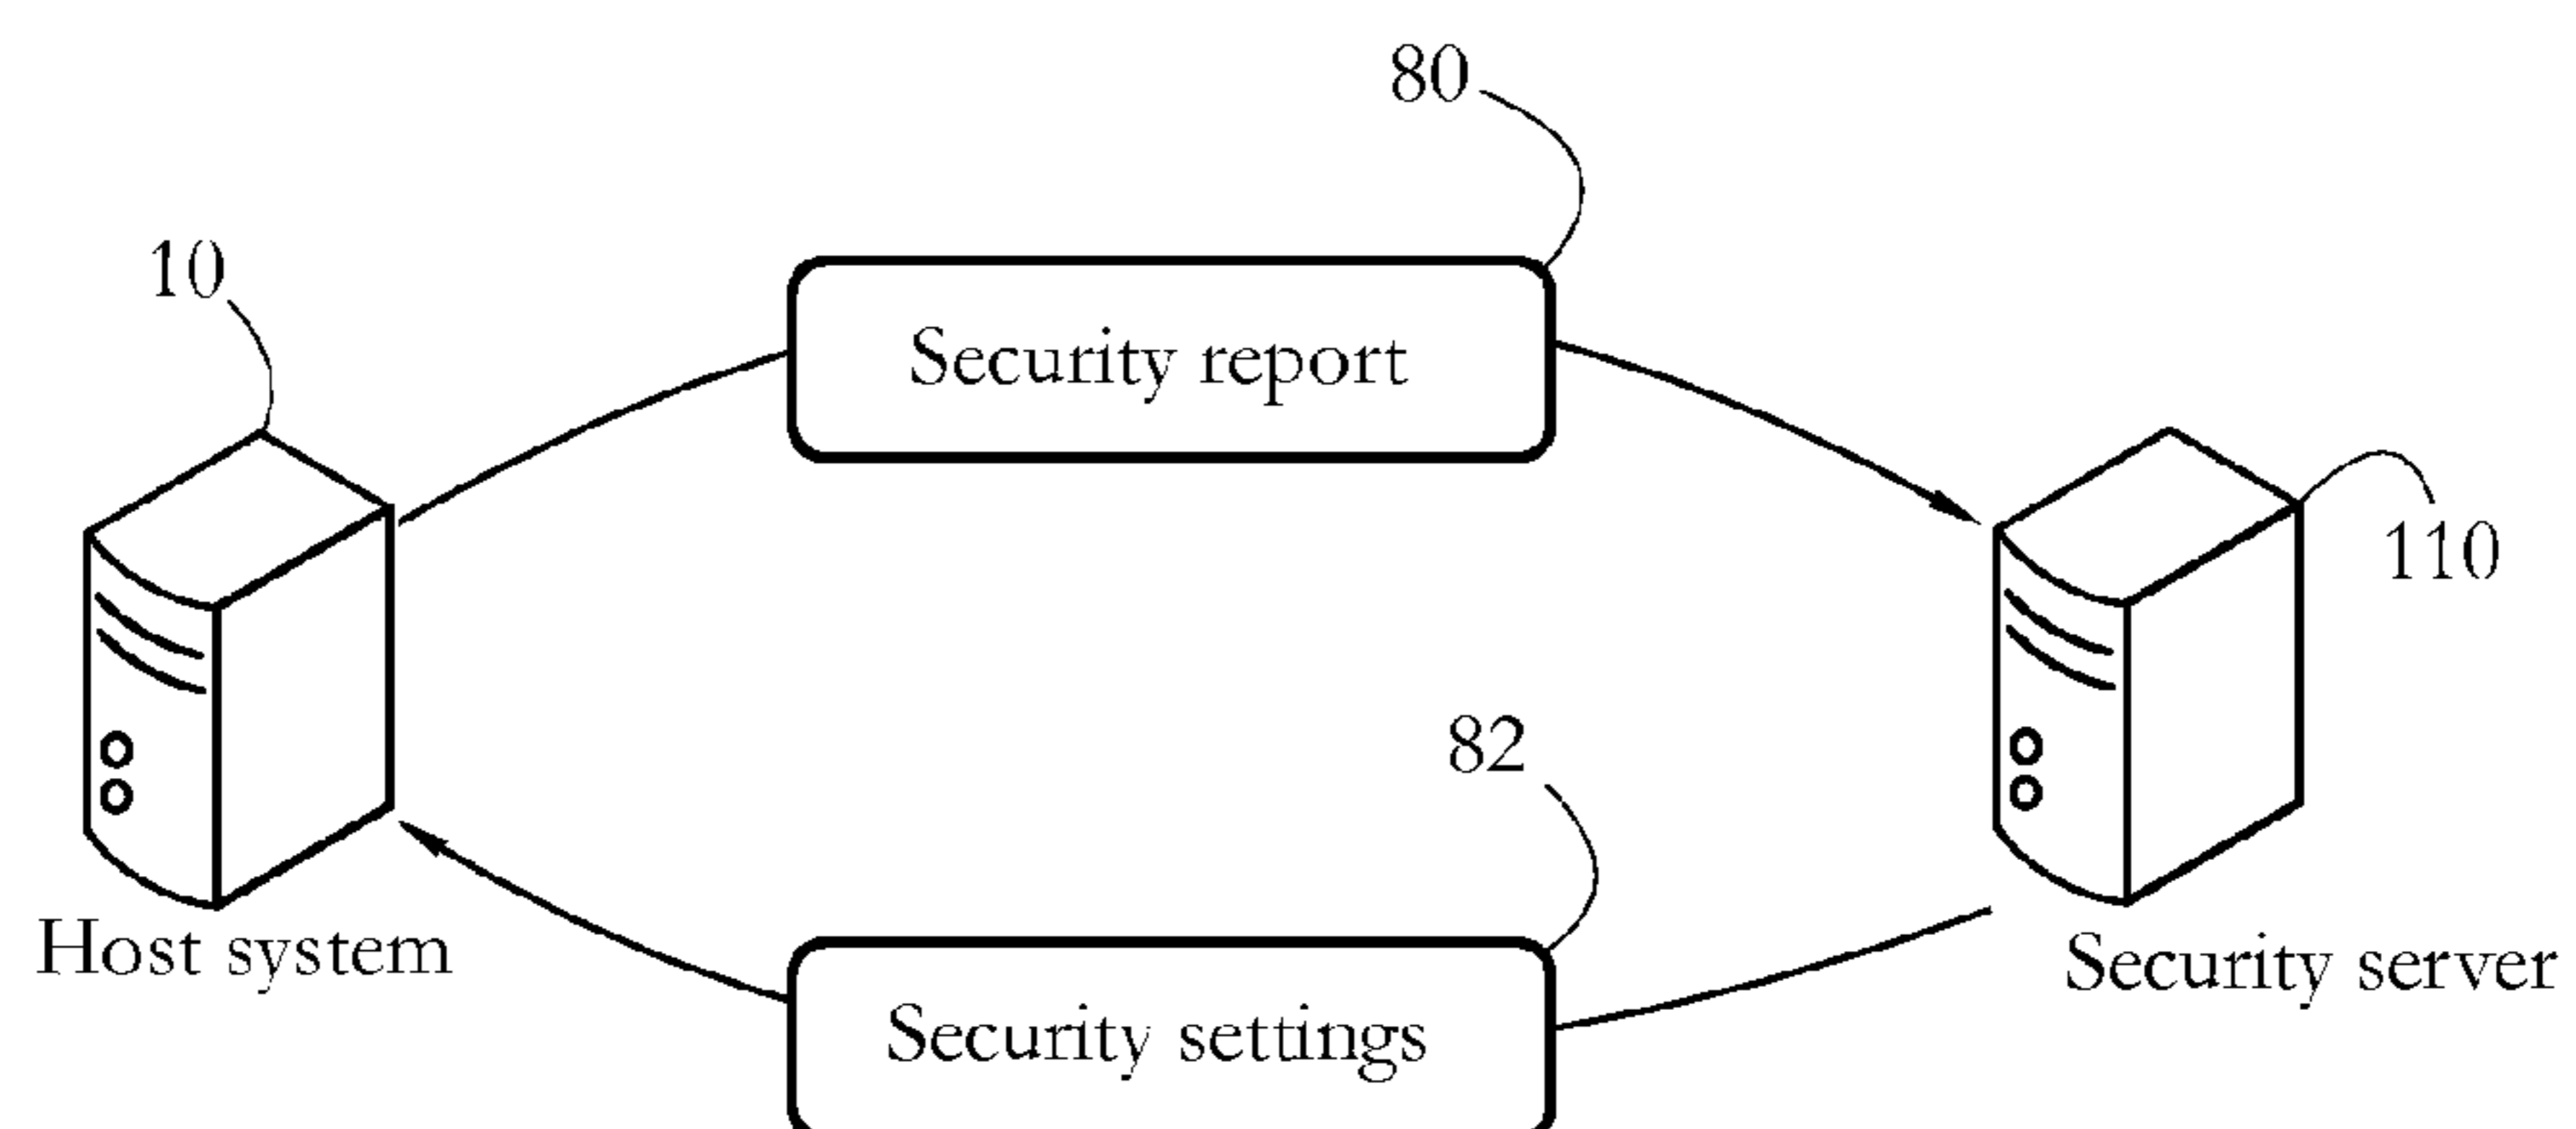 80
10
Security report
110
82
Host system
Security server
Security settings